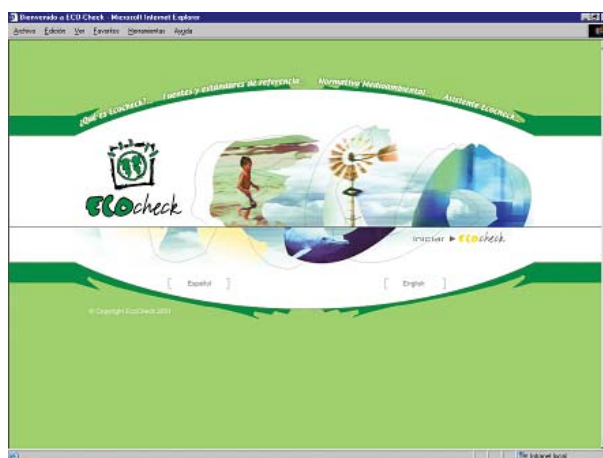 Bienvenido a ECO-Check - Microsoft Internet Explorer
Archivo Edición Ver Favoritos Herramientas Ayuda
¿Qué es Ecocheck?... Fuentes y estándares de referencia Normativa Medioambiental Asistente Ecocheck...
ECOcheck
iniciar ► ECOcheck
[ Español ] [ English ]
© Copyright EcoCheck 2001
Intranet local